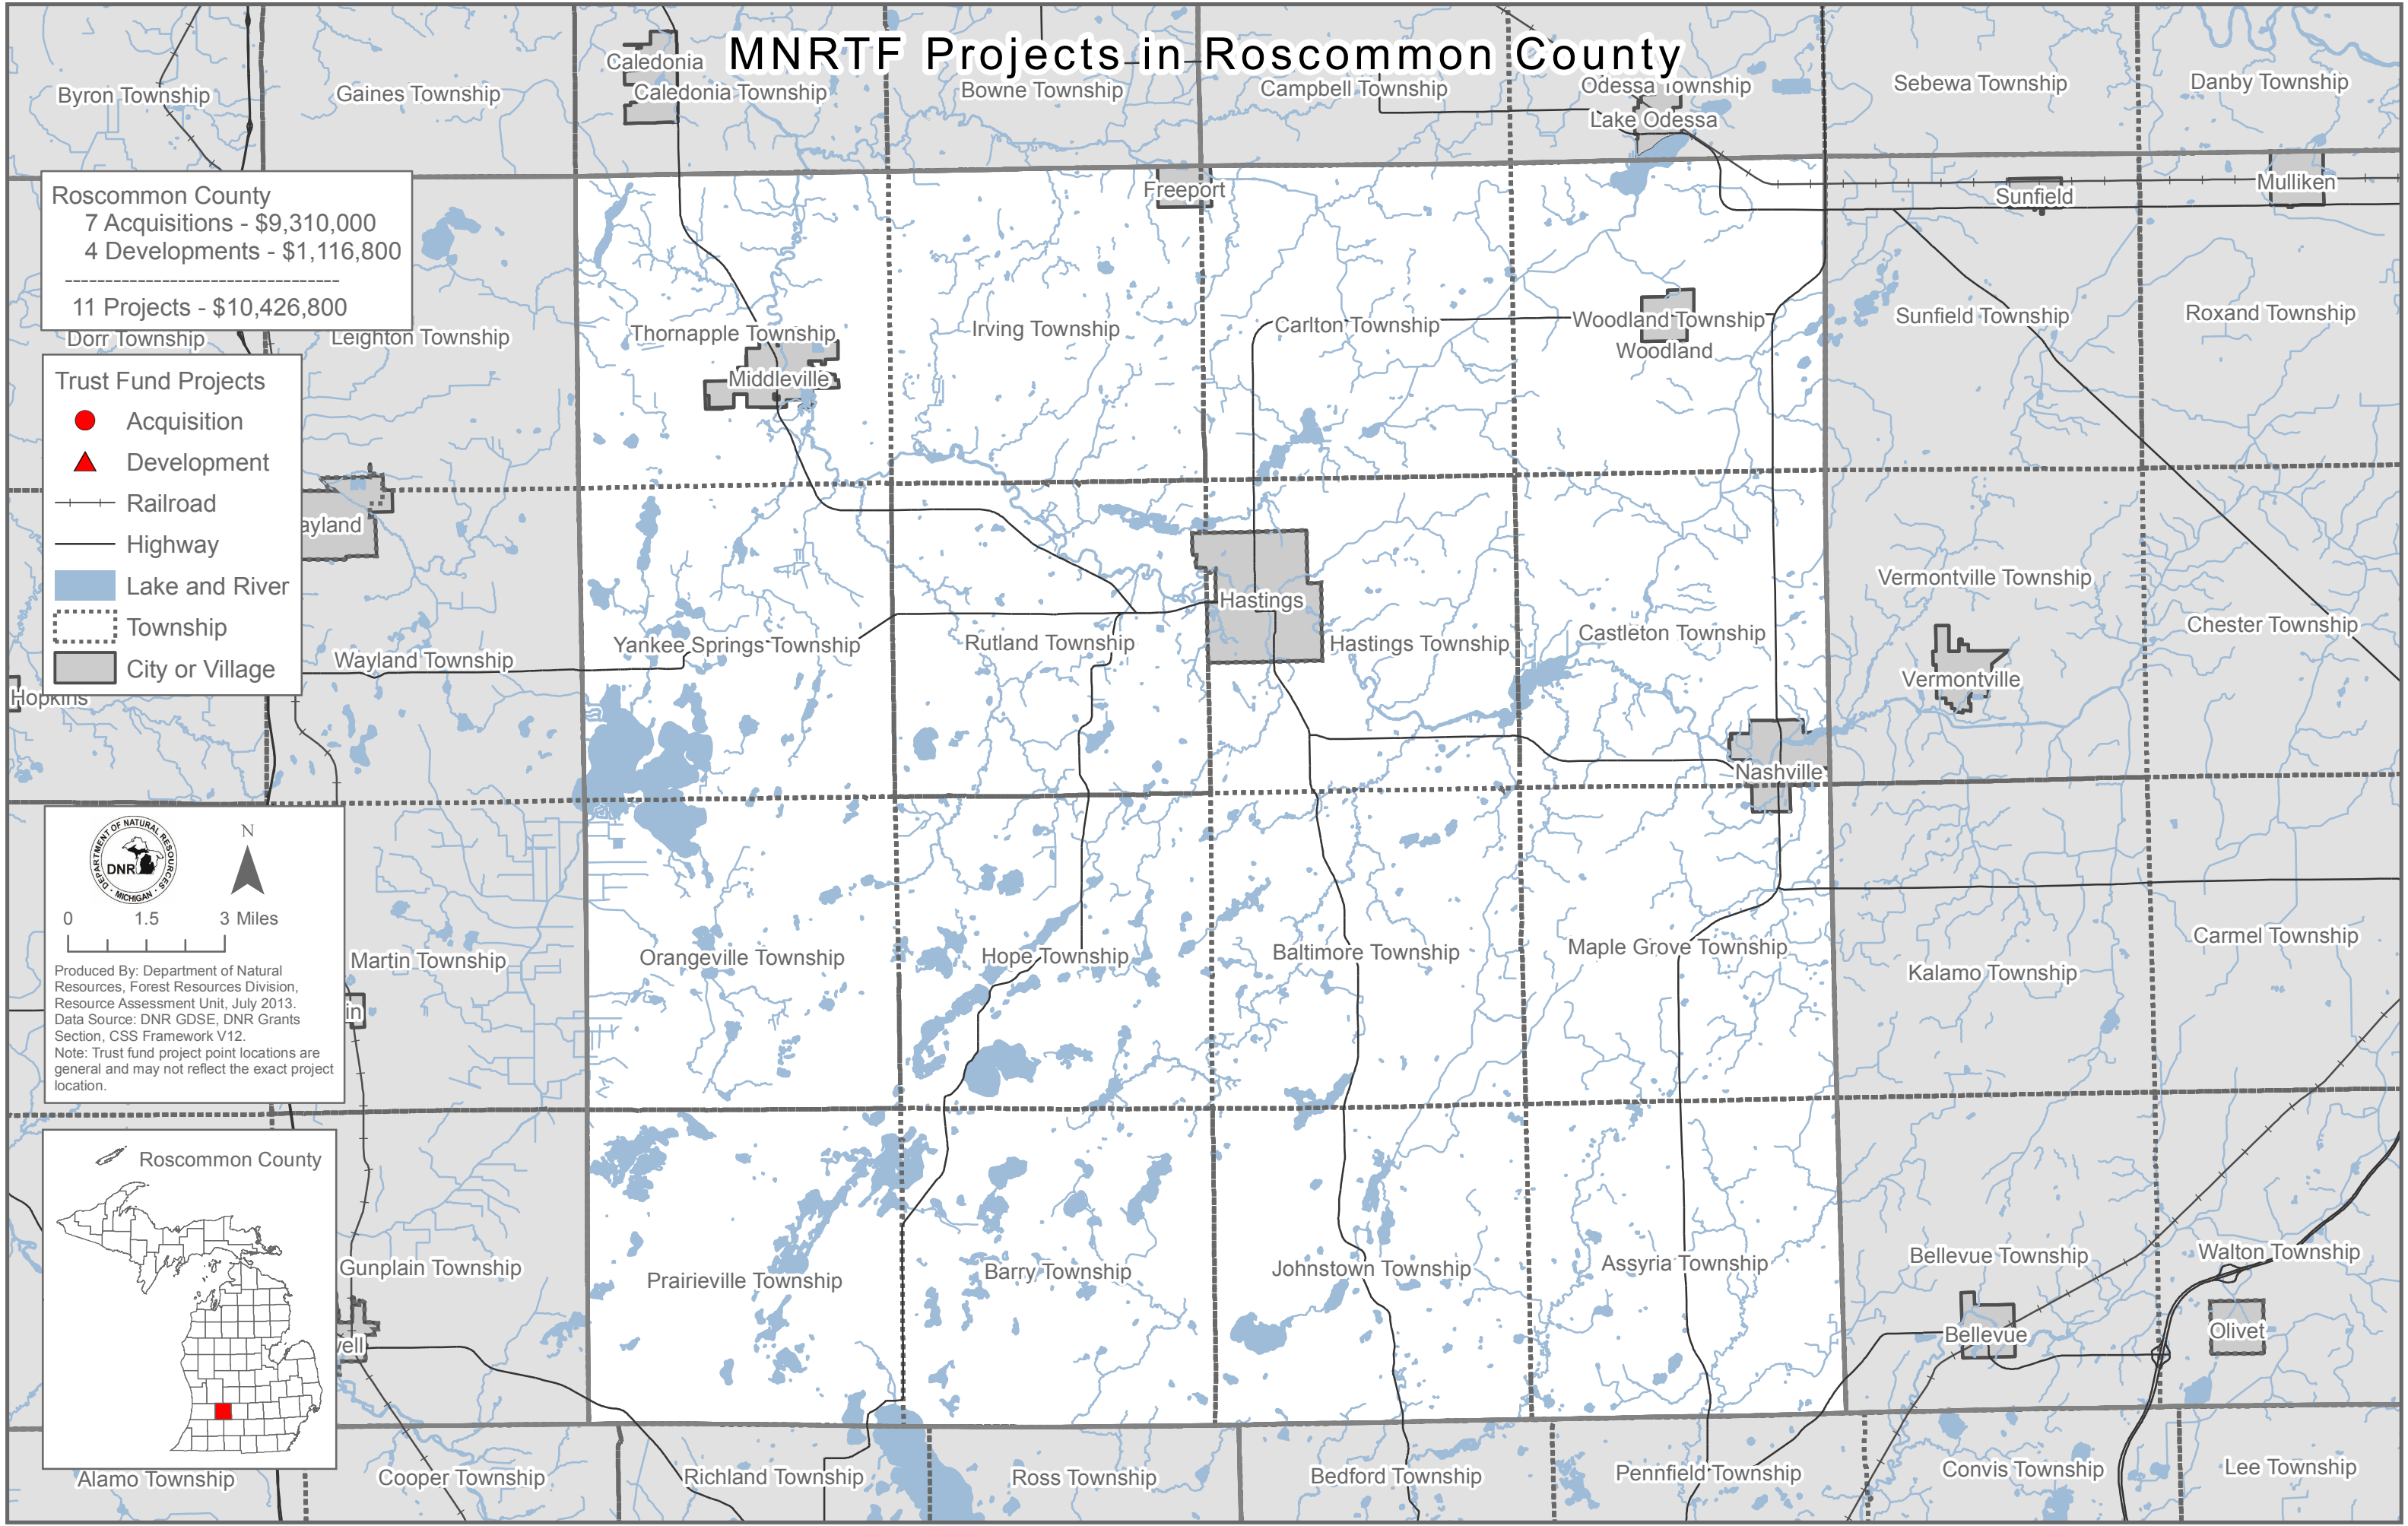 MNRTF Projects in Roscommon County
Caledonia
Byron Township
Gaines Township
Caledonia Township
Bowne Township
Campbell Township
Odessa Township
Sebewa Township
Danby Township
Lake Odessa
Freeport
Sunfield
Mulliken
Roscommon County
7 Acquisitions - $9,310,000
4 Developments - $1,116,800
-----------------------------------
11 Projects - $10,426,800
Dorr Township
Leighton Township
Thornapple Township
Irving Township
Carlton Township
Woodland Township
Sunfield Township
Roxand Township
Woodland
Middleville
Trust Fund Projects
Acquisition
Development
Railroad
Highway
Lake and River
Township
City or Village
ayland
Hastings
Vermontville Township
Chester Township
Yankee Springs Township
Rutland Township
Hastings Township
Castleton Township
Wayland Township
Vermontville
Hopkins
Nashville
DEPARTMENT OF NATURAL RESOURCES
DNR
MICHIGAN
N
0 1.5 3 Miles
Produced By: Department of Natural
Resources, Forest Resources Division,
Resource Assessment Unit, July 2013.
Data Source: DNR GDSE, DNR Grants
Section, CSS Framework V12.
Note: Trust fund project point locations are
general and may not reflect the exact project
location.
Martin Township
Orangeville Township
Hope Township
Baltimore Township
Maple Grove Township
Kalamo Township
Carmel Township
in
Roscommon County
Gunplain Township
Prairieville Township
Barry Township
Johnstown Township
Assyria Township
Bellevue Township
Walton Township
well
Bellevue
Olivet
Alamo Township
Cooper Township
Richland Township
Ross Township
Bedford Township
Pennfield Township
Convis Township
Lee Township